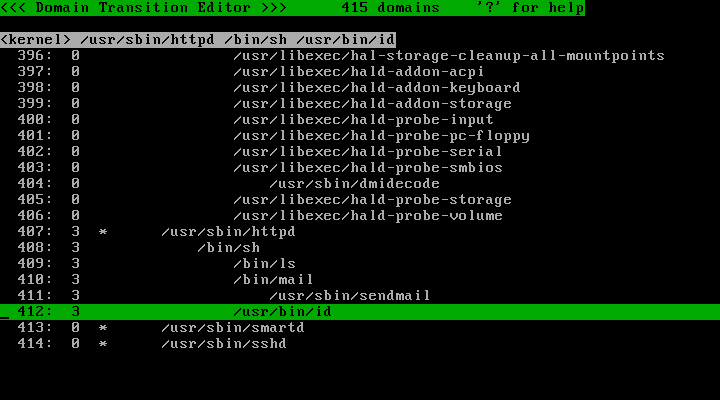 <<< Domain Transition Editor >>>      415 domains    '?' for help
<kernel> /usr/sbin/httpd /bin/sh /usr/bin/id
396:  0                 /usr/libexec/hal-storage-cleanup-all-mountpoints
397:  0                 /usr/libexec/hald-addon-acpi
398:  0                 /usr/libexec/hald-addon-keyboard
399:  0                 /usr/libexec/hald-addon-storage
400:  0                 /usr/libexec/hald-probe-input
401:  0                 /usr/libexec/hald-probe-pc-floppy
402:  0                 /usr/libexec/hald-probe-serial
403:  0                 /usr/libexec/hald-probe-smbios
404:  0                     /usr/sbin/dmidecode
405:  0                 /usr/libexec/hald-probe-storage
406:  0                 /usr/libexec/hald-probe-volume
407:  3  *      /usr/sbin/httpd
408:  3             /bin/sh
409:  3                 /bin/ls
410:  3                 /bin/mail
411:  3                     /usr/sbin/sendmail
412:  3                 /usr/bin/id
413:  0  *      /usr/sbin/smartd
414:  0  *      /usr/sbin/sshd